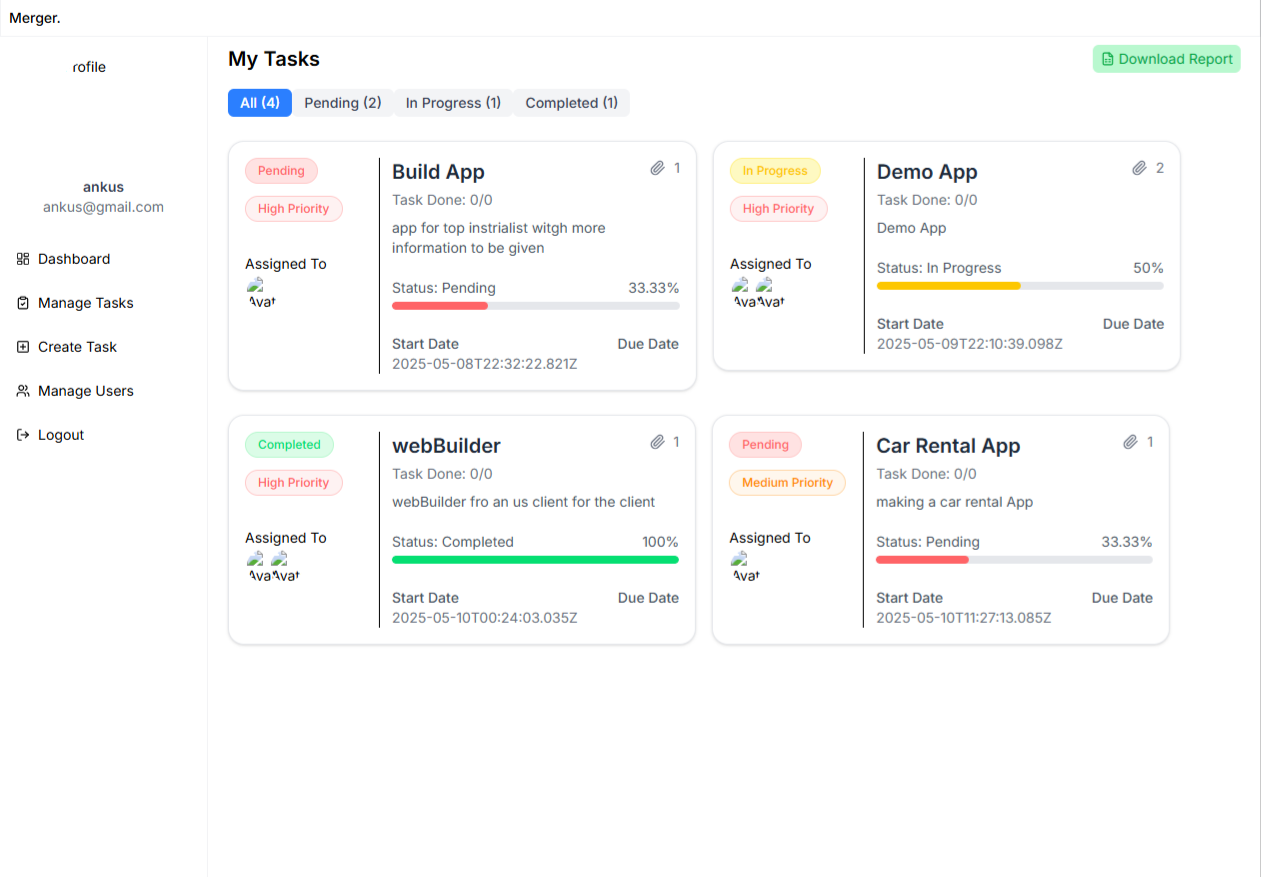 Merger.
rofile
ankus
ankus@gmail.com
Dashboard
Manage Tasks
Create Task
Manage Users
Logout
My Tasks
Download Report
All (4) Pending (2) In Progress (1) Completed (1)
Pending
High Priority
Assigned To
Avat
Build App 1
Task Done: 0/0
app for top instrialist witgh more
information to be given
Status: Pending 33.33%
Start Date Due Date
2025-05-08T22:32:22.821Z
In Progress
High Priority
Assigned To
Avat Avat
Demo App 2
Task Done: 0/0
Demo App
Status: In Progress 50%
Start Date Due Date
2025-05-09T22:10:39.098Z
Completed
High Priority
Assigned To
Avat Avat
webBuilder 1
Task Done: 0/0
webBuilder fro an us client for the client
Status: Completed 100%
Start Date Due Date
2025-05-10T00:24:03.035Z
Pending
Medium Priority
Assigned To
Avat
Car Rental App 1
Task Done: 0/0
making a car rental App
Status: Pending 33.33%
Start Date Due Date
2025-05-10T11:27:13.085Z